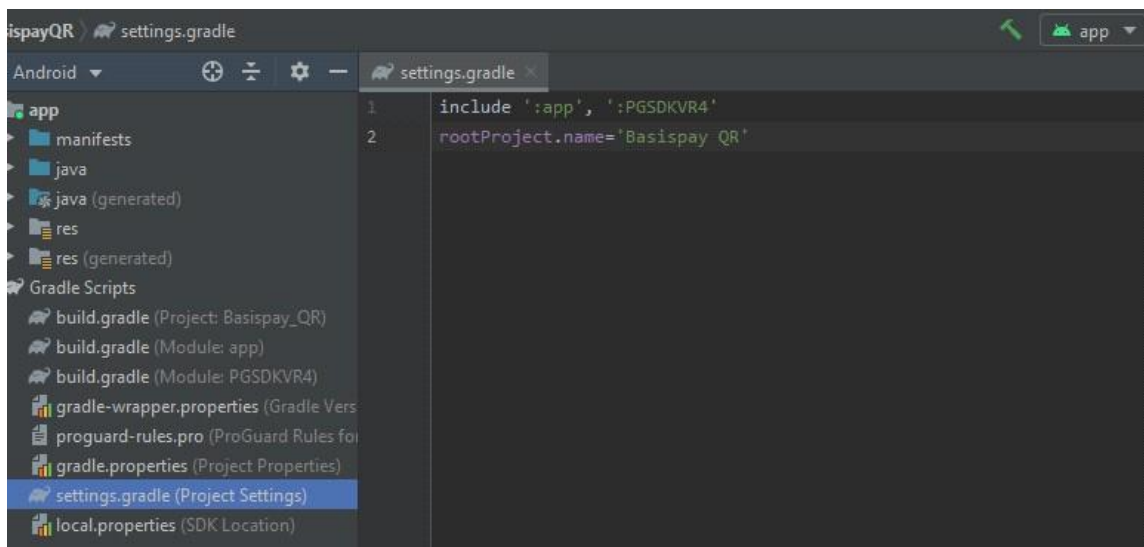 ispayQR settings.gradle app
Android settings.gradle
app
manifests
java
java (generated)
res
res (generated)
Gradle Scripts
build.gradle (Project: Basispay_QR)
build.gradle (Module: app)
build.gradle (Module: PGSDKVR4)
gradle-wrapper.properties (Gradle Vers
proguard-rules.pro (ProGuard Rules for
gradle.properties (Project Properties)
settings.gradle (Project Settings)
local.properties (SDK Location)
1 include ':app', ':PGSDKVR4'
2 rootProject.name='Basispay QR'